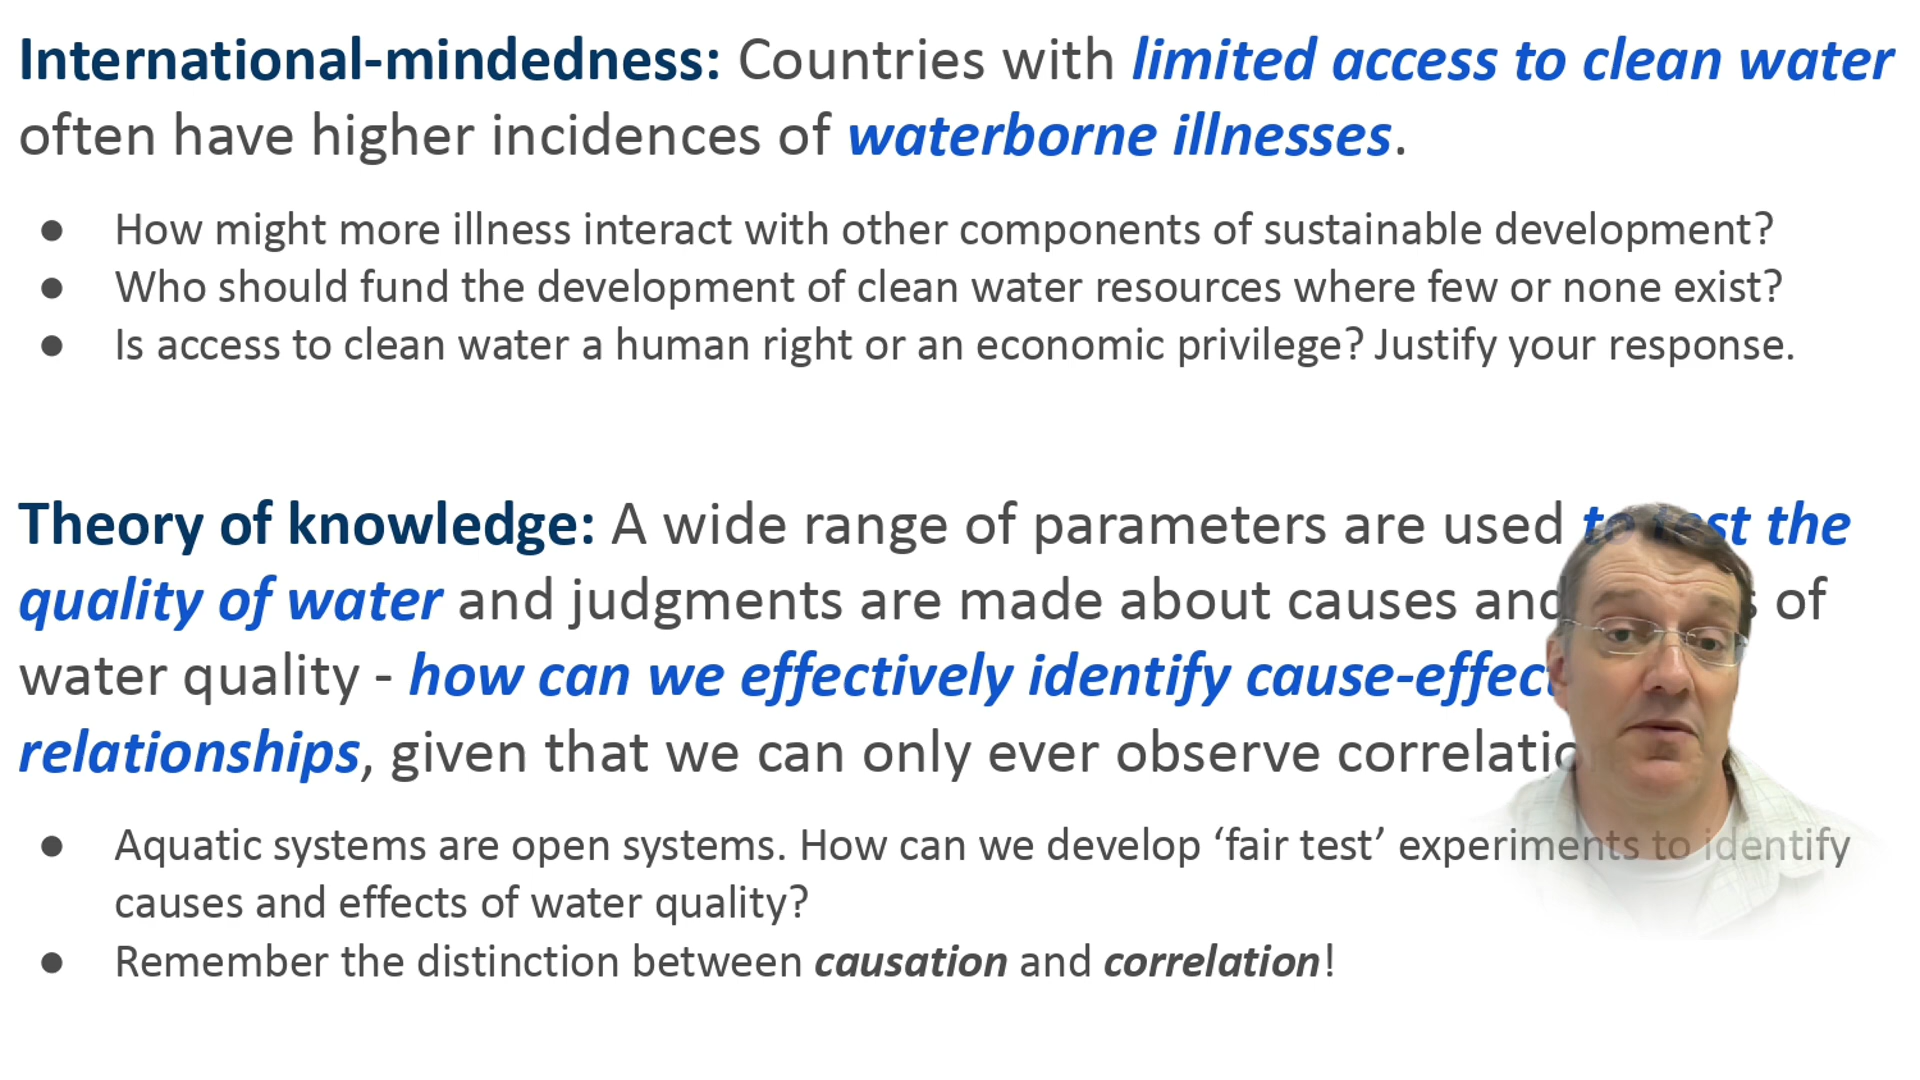 International-mindedness: Countries with limited access to clean water
often have higher incidences of waterborne illnesses.
● How might more illness interact with other components of sustainable development?
● Who should fund the development of clean water resources where few or none exist?
● Is access to clean water a human right or an economic privilege? Justify your response.
Theory of knowledge: A wide range of parameters are used to test the
quality of water and judgments are made about causes and of
water quality - how can we effectively identify cause-effect
relationships, given that we can only ever observe
● Aquatic systems are open systems. How can we develop ‘fair test’ experiments to identify
causes and effects of water quality?
● Remember the distinction between causation and correlation!